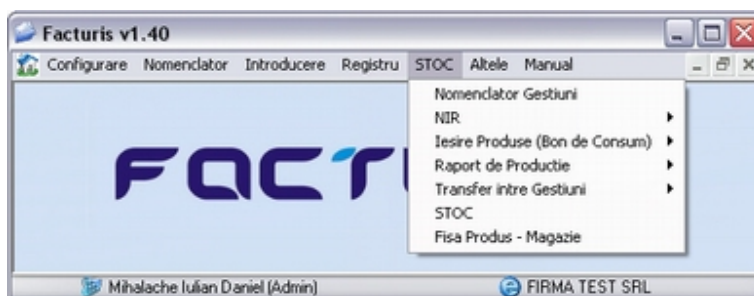 Facturis v1.40
Configurare Nomenclator Introducere Registru STOC Altele Manual
Nomenclator Gestiuni
NIR
Iesire Produse (Bon de Consum)
Raport de Productie
Transfer intre Gestiuni
STOC
Fisa Produs - Magazie
Mihalache Iulian Daniel (Admin) FIRMA TEST SRL